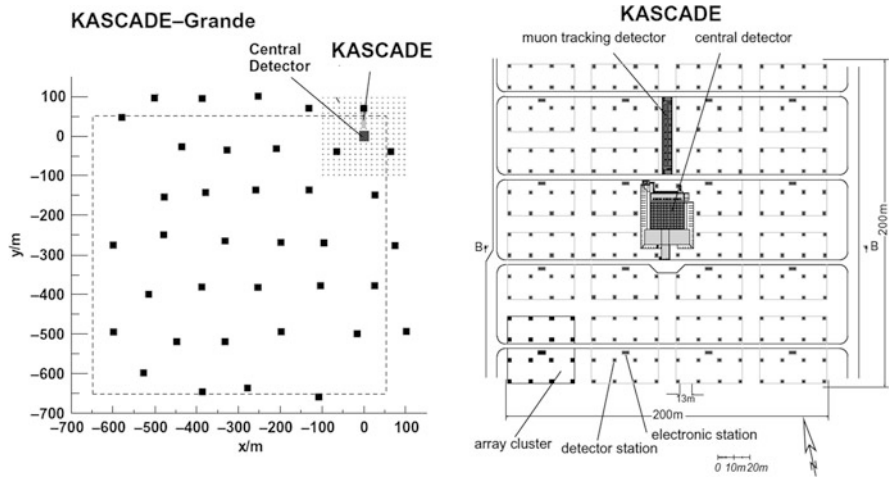 KASCADE–Grande
Central
Detector
KASCADE
100
0
–100
–200
–300
–400
–500
–600
–700
y/m
–700 –600 –500 –400 –300 –200 –100 0 100
x/m
KASCADE
muon tracking detector
central detector
B
B
200m
13m
200m
array cluster
detector
station
electronic station
0 10m20m
N